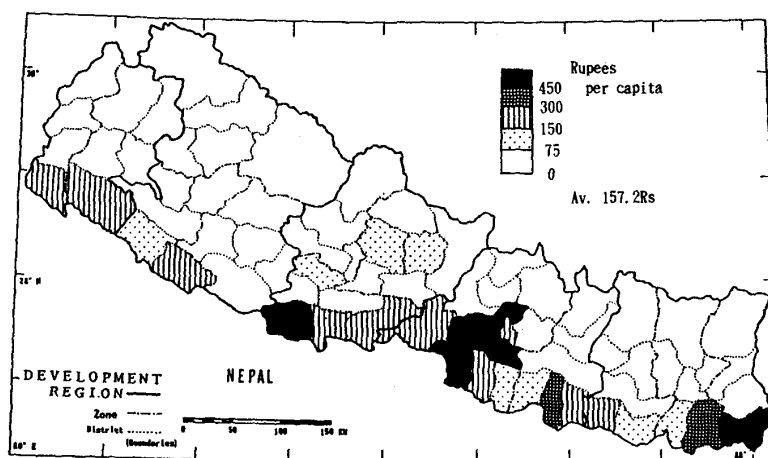 30°
Rupees
per capita
450
300
150
75
0
Av. 157.2Rs
28° N
DEVELOPMENT
REGION
NEPAL
Zone
District
(Boundaries)
0 50 100 150 KM
80° E